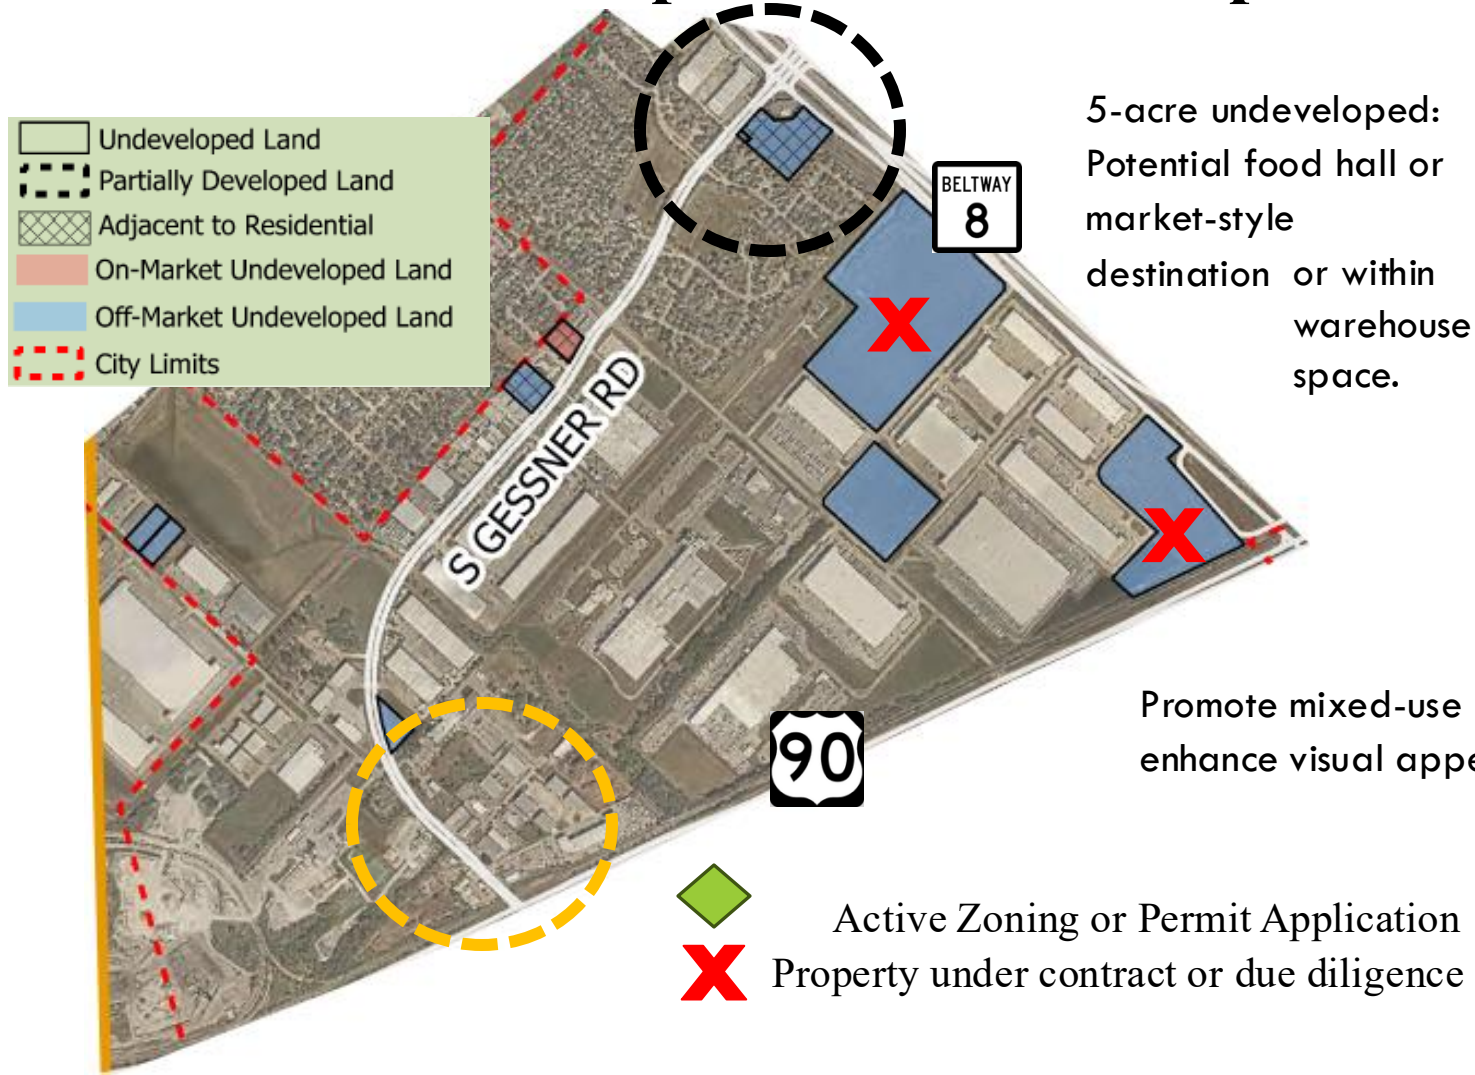 Undeveloped Land
Partially Developed Land
Adjacent to Residential
On-Market Undeveloped Land
Off-Market Undeveloped Land
City Limits
BELTWAY
8
5-acre undeveloped:
Potential food hall or
market-style
destination or within
warehouse
space.
S GESSNER RD
90
Promote mixed-use
enhance visual appe
Active Zoning or Permit Application
Property under contract or due diligence